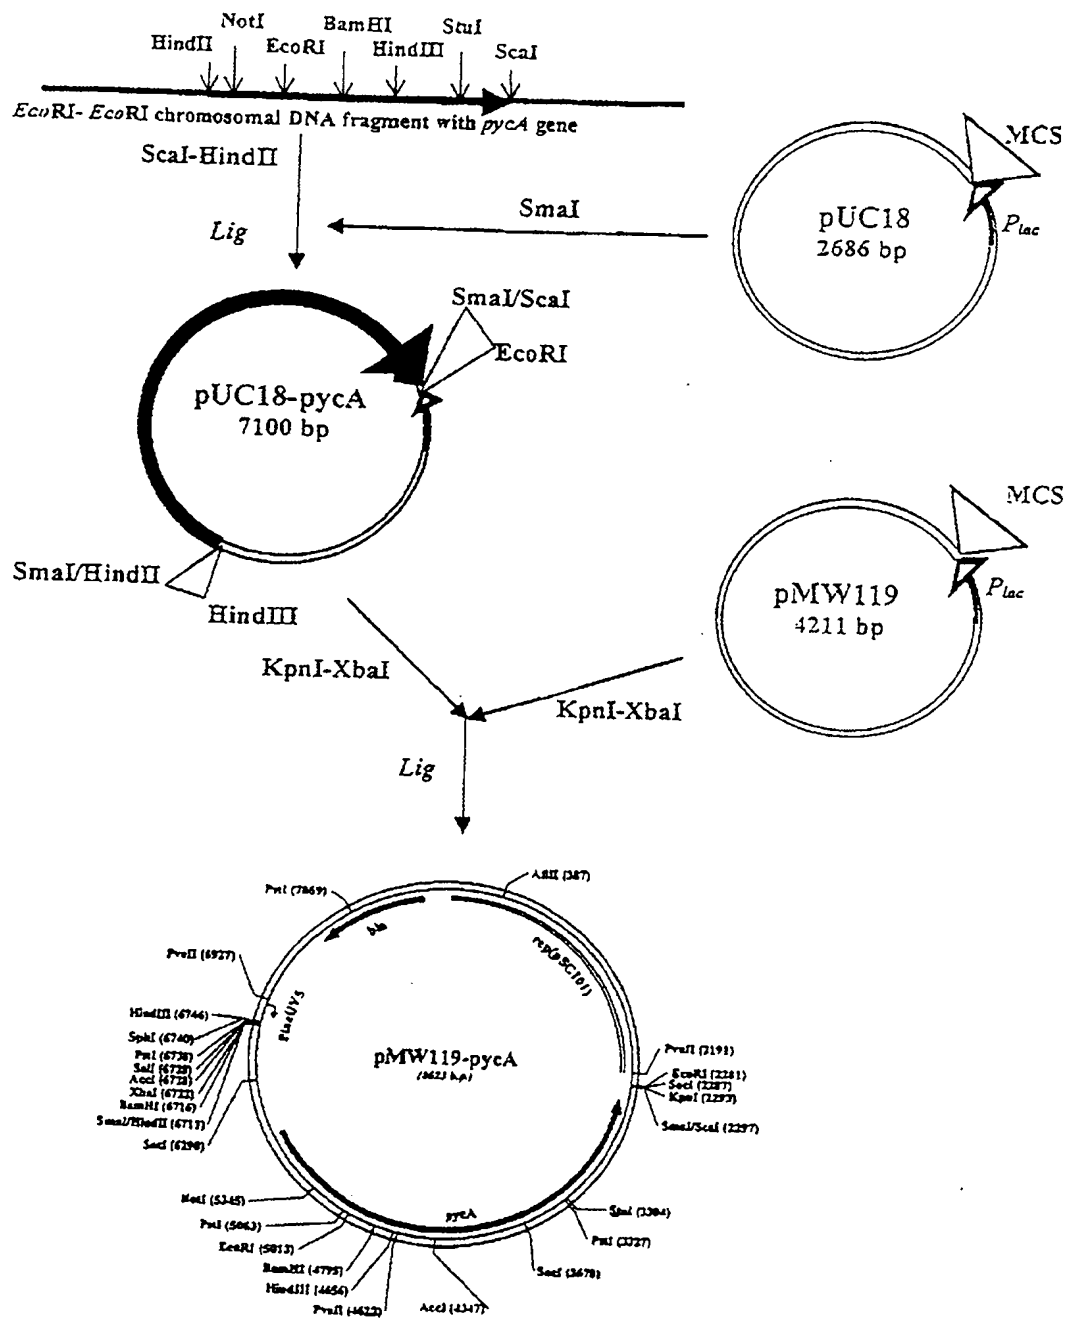 NotI
BamHI
StuI
HindII
EcoRI
HindIII
ScaI
EcoRI- EcoRI chromosomal DNA fragment with pycA gene
ScaI-HindII
MCS
SmaI
Lig
pUC18
2686 bp
Plac
SmaI/ScaI
EcoRI
pUC18-pycA
7100 bp
MCS
SmaI/HindII
HindIII
pMW119
4211 bp
Plac
KpnI-XbaI
KpnI-XbaI
Lig
PstI (7869)
AflII (387)
bla
rep(pSC101)
PvuII (6927)
PlacUV5
HindIII (6746)
SphI (6740)
PstI (6738)
SalI (6728)
AccI (6728)
XbaI (6722)
BamHI (6716)
SmaI/HindII (6713)
SacI (6290)
pMW119-pycA
(8623 b.p.)
PvuII (2191)
EcoRI (2281)
SacI (2287)
KpnI (2293)
SmaI/ScaI (2297)
NotI (5345)
PstI (5063)
EcoRI (5013)
BamHI (4795)
HindIII (4656)
PvuII (4622)
AccI (4347)
pycA
StuI (3304)
PstI (3327)
SacI (3678)